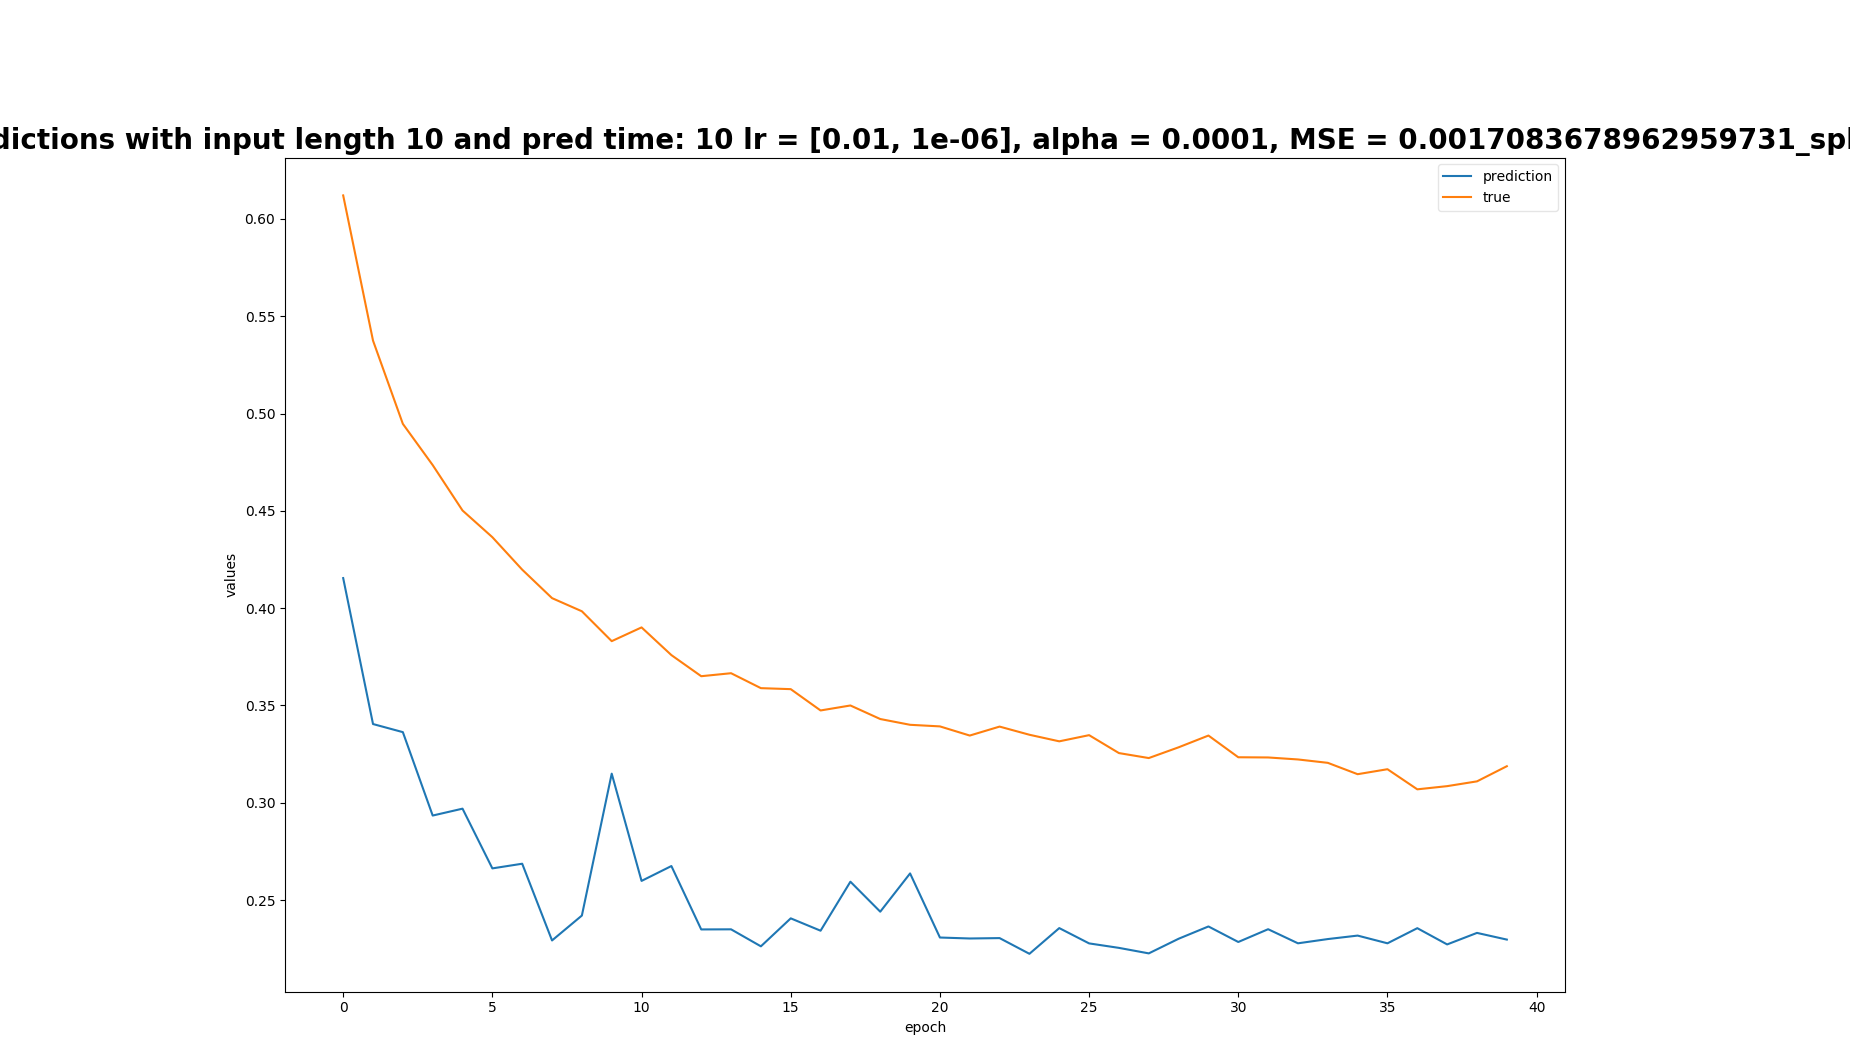 dictions with input length 10 and pred time: 10 lr = [0.01, 1e-06], alpha = 0.0001, MSE = 0.0017083678962959731_spl
prediction
true
0.60
0.55
0.50
0.45
0.40
0.35
0.30
0.25
values
0 5 10 15 20 25 30 35 40
epoch